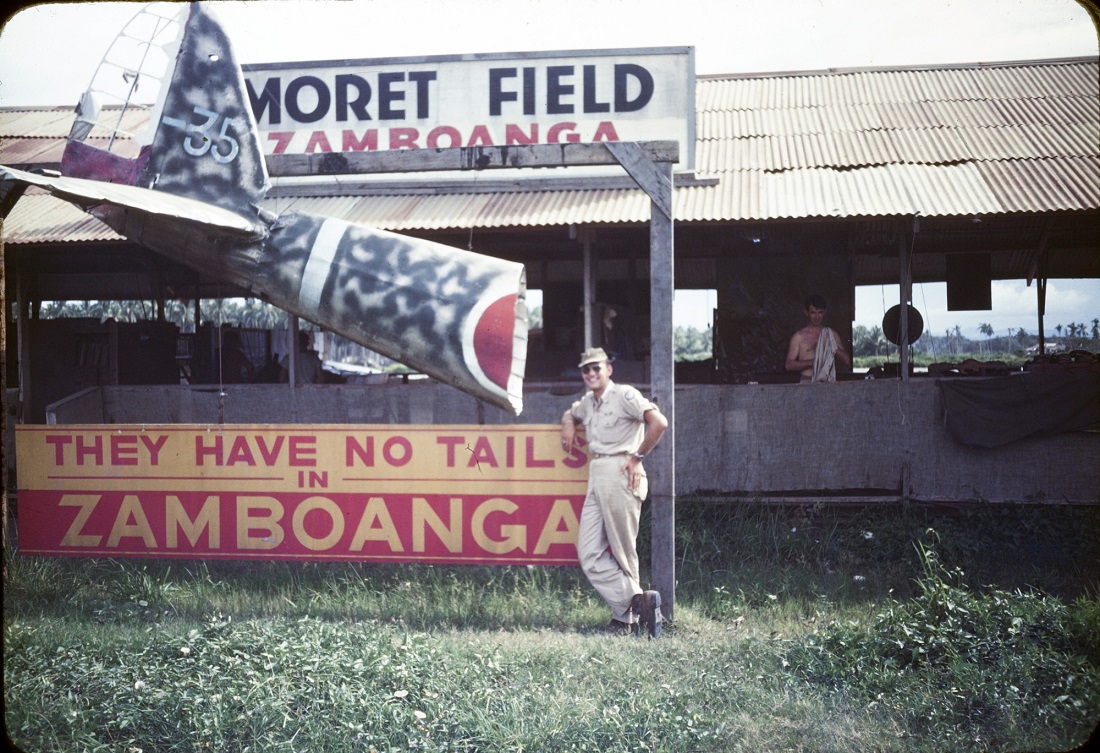 MORET FIELD
ZAMBOANGA
35
THEY HAVE NO TAILS
IN
ZAMBOANGA